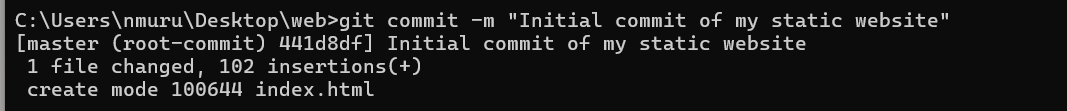 C:\Users\nmuru\Desktop\web>git commit -m "Initial commit of my static website"
[master (root-commit) 441d8df] Initial commit of my static website
 1 file changed, 102 insertions(+)
 create mode 100644 index.html